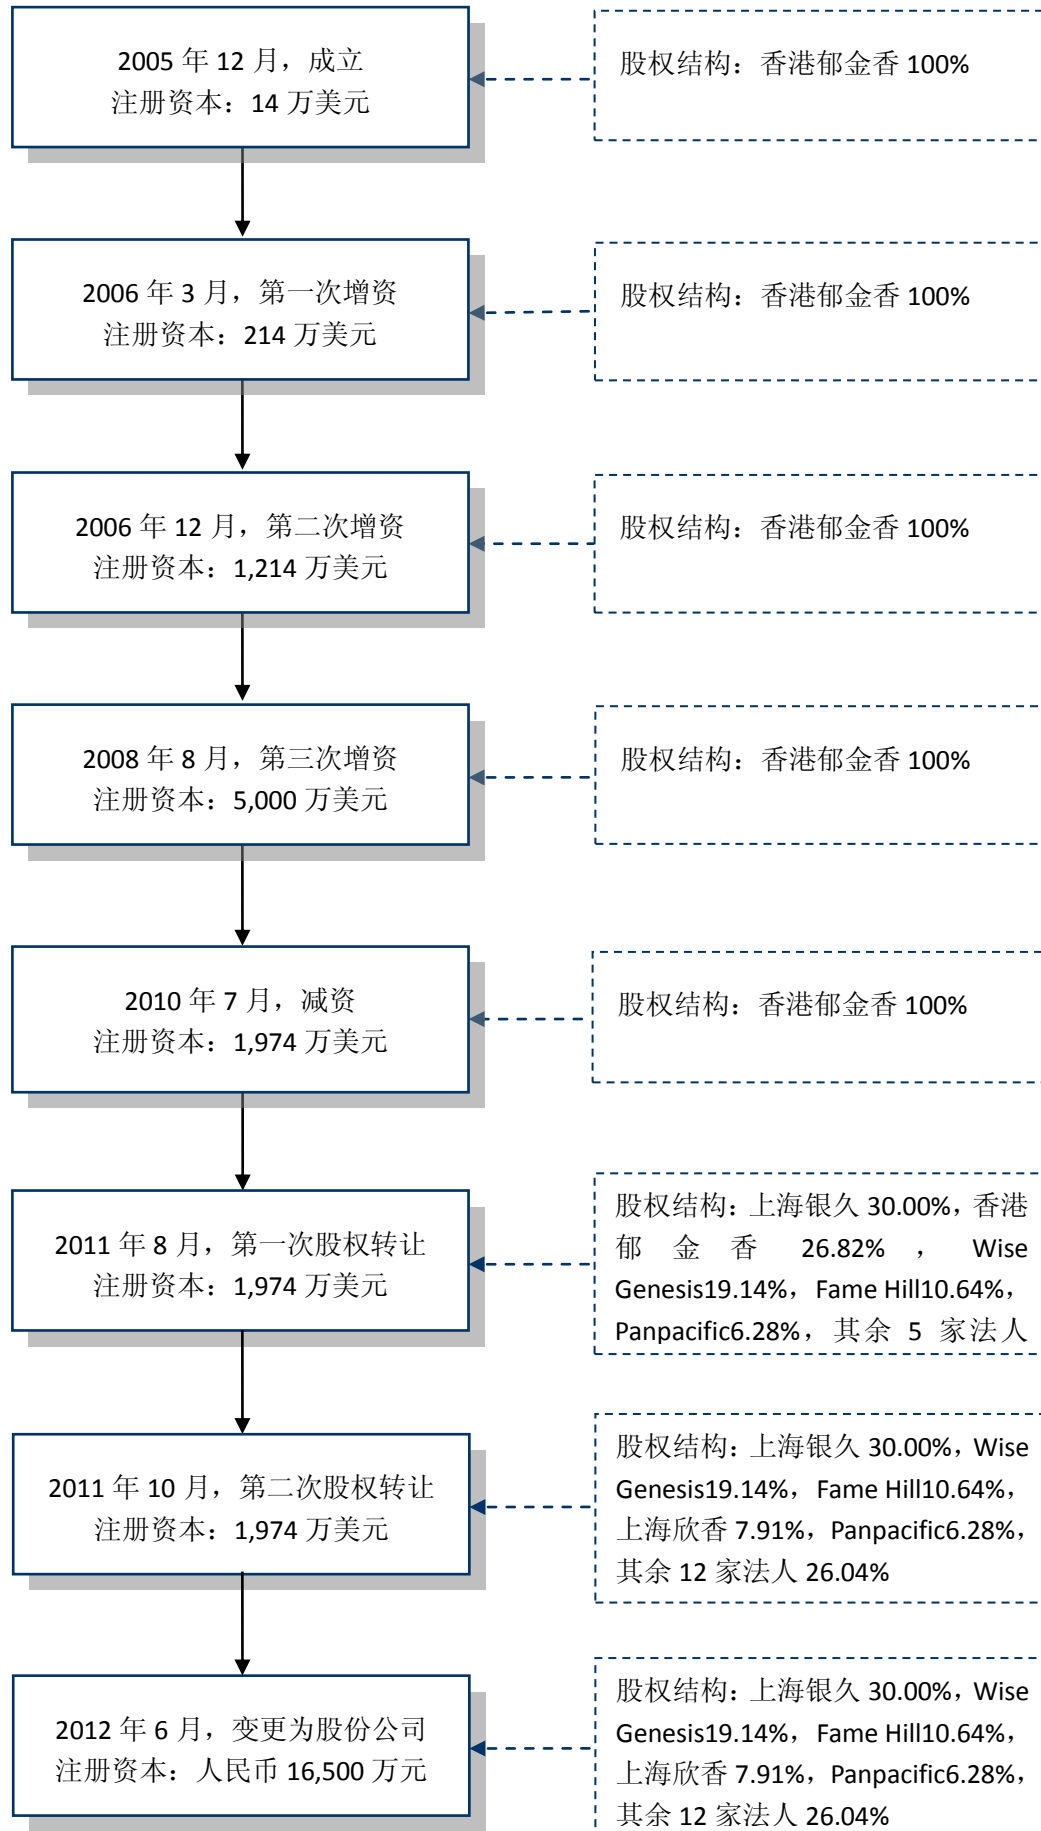 2005 年 12 月，成立
注册资本：14 万美元
股权结构：香港郁金香 100%
2006 年 3 月，第一次增资
注册资本：214 万美元
股权结构：香港郁金香 100%
2006 年 12 月，第二次增资
注册资本：1,214 万美元
股权结构：香港郁金香 100%
2008 年 8 月，第三次增资
注册资本：5,000 万美元
股权结构：香港郁金香 100%
2010 年 7 月，减资
注册资本：1,974 万美元
股权结构：香港郁金香 100%
2011 年 8 月，第一次股权转让
注册资本：1,974 万美元
股权结构：上海银久 30.00%，香港
郁金香 26.82%，Wise
Genesis19.14%，Fame Hill10.64%，
Panpacific6.28%，其余 5 家法人
2011 年 10 月，第二次股权转让
注册资本：1,974 万美元
股权结构：上海银久 30.00%，Wise
Genesis19.14%，Fame Hill10.64%，
上海欣香 7.91%，Panpacific6.28%，
其余 12 家法人 26.04%
2012 年 6 月，变更为股份公司
注册资本：人民币 16,500 万元
股权结构：上海银久 30.00%，Wise
Genesis19.14%，Fame Hill10.64%，
上海欣香 7.91%，Panpacific6.28%，
其余 12 家法人 26.04%